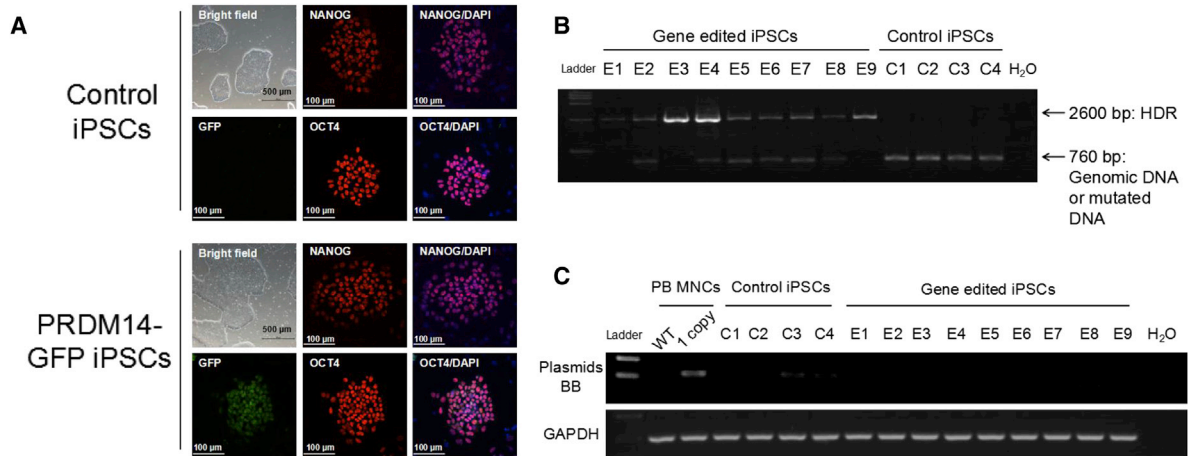 A
Control
iPSCs
Bright field
500 µm
NANOG
100 µm
NANOG/DAPI
100 µm
GFP
100 µm
OCT4
100 µm
OCT4/DAPI
100 µm
PRDM14-
GFP iPSCs
Bright field
500 µm
NANOG
100 µm
NANOG/DAPI
100 µm
GFP
100 µm
OCT4
100 µm
OCT4/DAPI
100 µm
B
Gene edited iPSCs Control iPSCs
Ladder E1 E2 E3 E4 E5 E6 E7 E8 E9 C1 C2 C3 C4 H₂O
2600 bp: HDR
760 bp:
Genomic DNA
or mutated
DNA
C
PB MNCs Control iPSCs Gene edited iPSCs
Ladder WT 1 copy C1 C2 C3 C4 E1 E2 E3 E4 E5 E6 E7 E8 E9 H₂O
Plasmids
BB
GAPDH